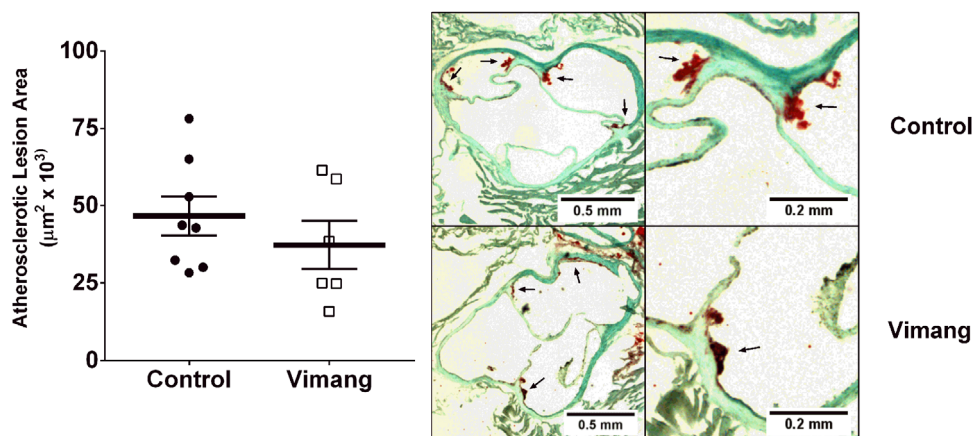 Atherosclerotic Lesion Area
(μm² x 10³)
100
75
50
25
0
Control
Vimang
0.5 mm
0.2 mm
Control
0.5 mm
0.2 mm
Vimang